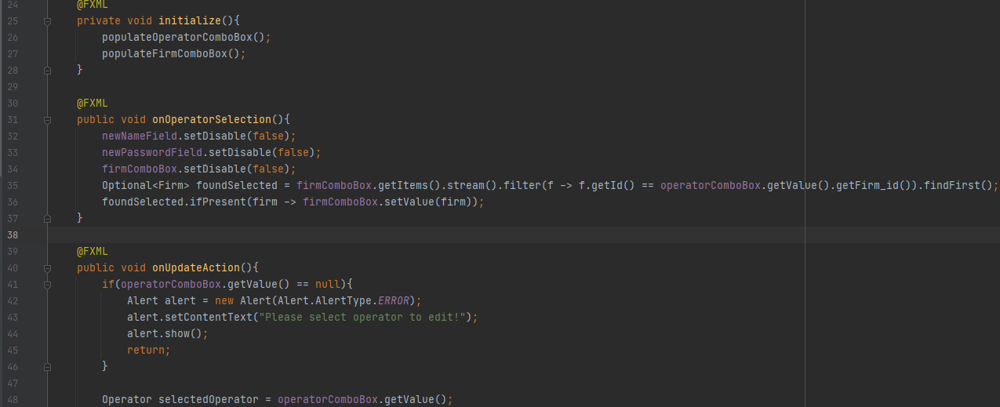 24 @FXML
25 private void initialize(){
26 populateOperatorComboBox();
27 populateFirmComboBox();
28 }
29
30 @FXML
31 public void onOperatorSelection(){
32 newNameField.setDisable(false);
33 newPasswordField.setDisable(false);
34 firmComboBox.setDisable(false);
35 Optional<Firm> foundSelected = firmComboBox.getItems().stream().filter(f -> f.getId() == operatorComboBox.getValue().getFirm_id()).findFirst();
36 foundSelected.ifPresent(firm -> firmComboBox.setValue(firm));
37 }
38
39 @FXML
40 public void onUpdateAction(){
41 if(operatorComboBox.getValue() == null){
42 Alert alert = new Alert(Alert.AlertType.ERROR);
43 alert.setContentText("Please select operator to edit!");
44 alert.show();
45 return;
46 }
47
48 Operator selectedOperator = operatorComboBox.getValue();